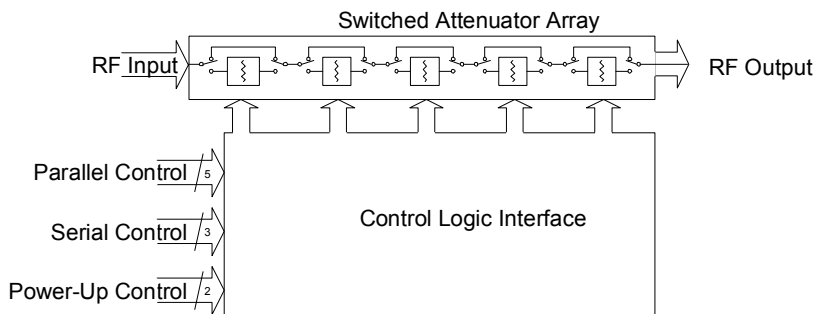 Switched Attenuator Array
RF Input
RF Output
Parallel Control
5
Control Logic Interface
Serial Control
3
Power-Up Control
2